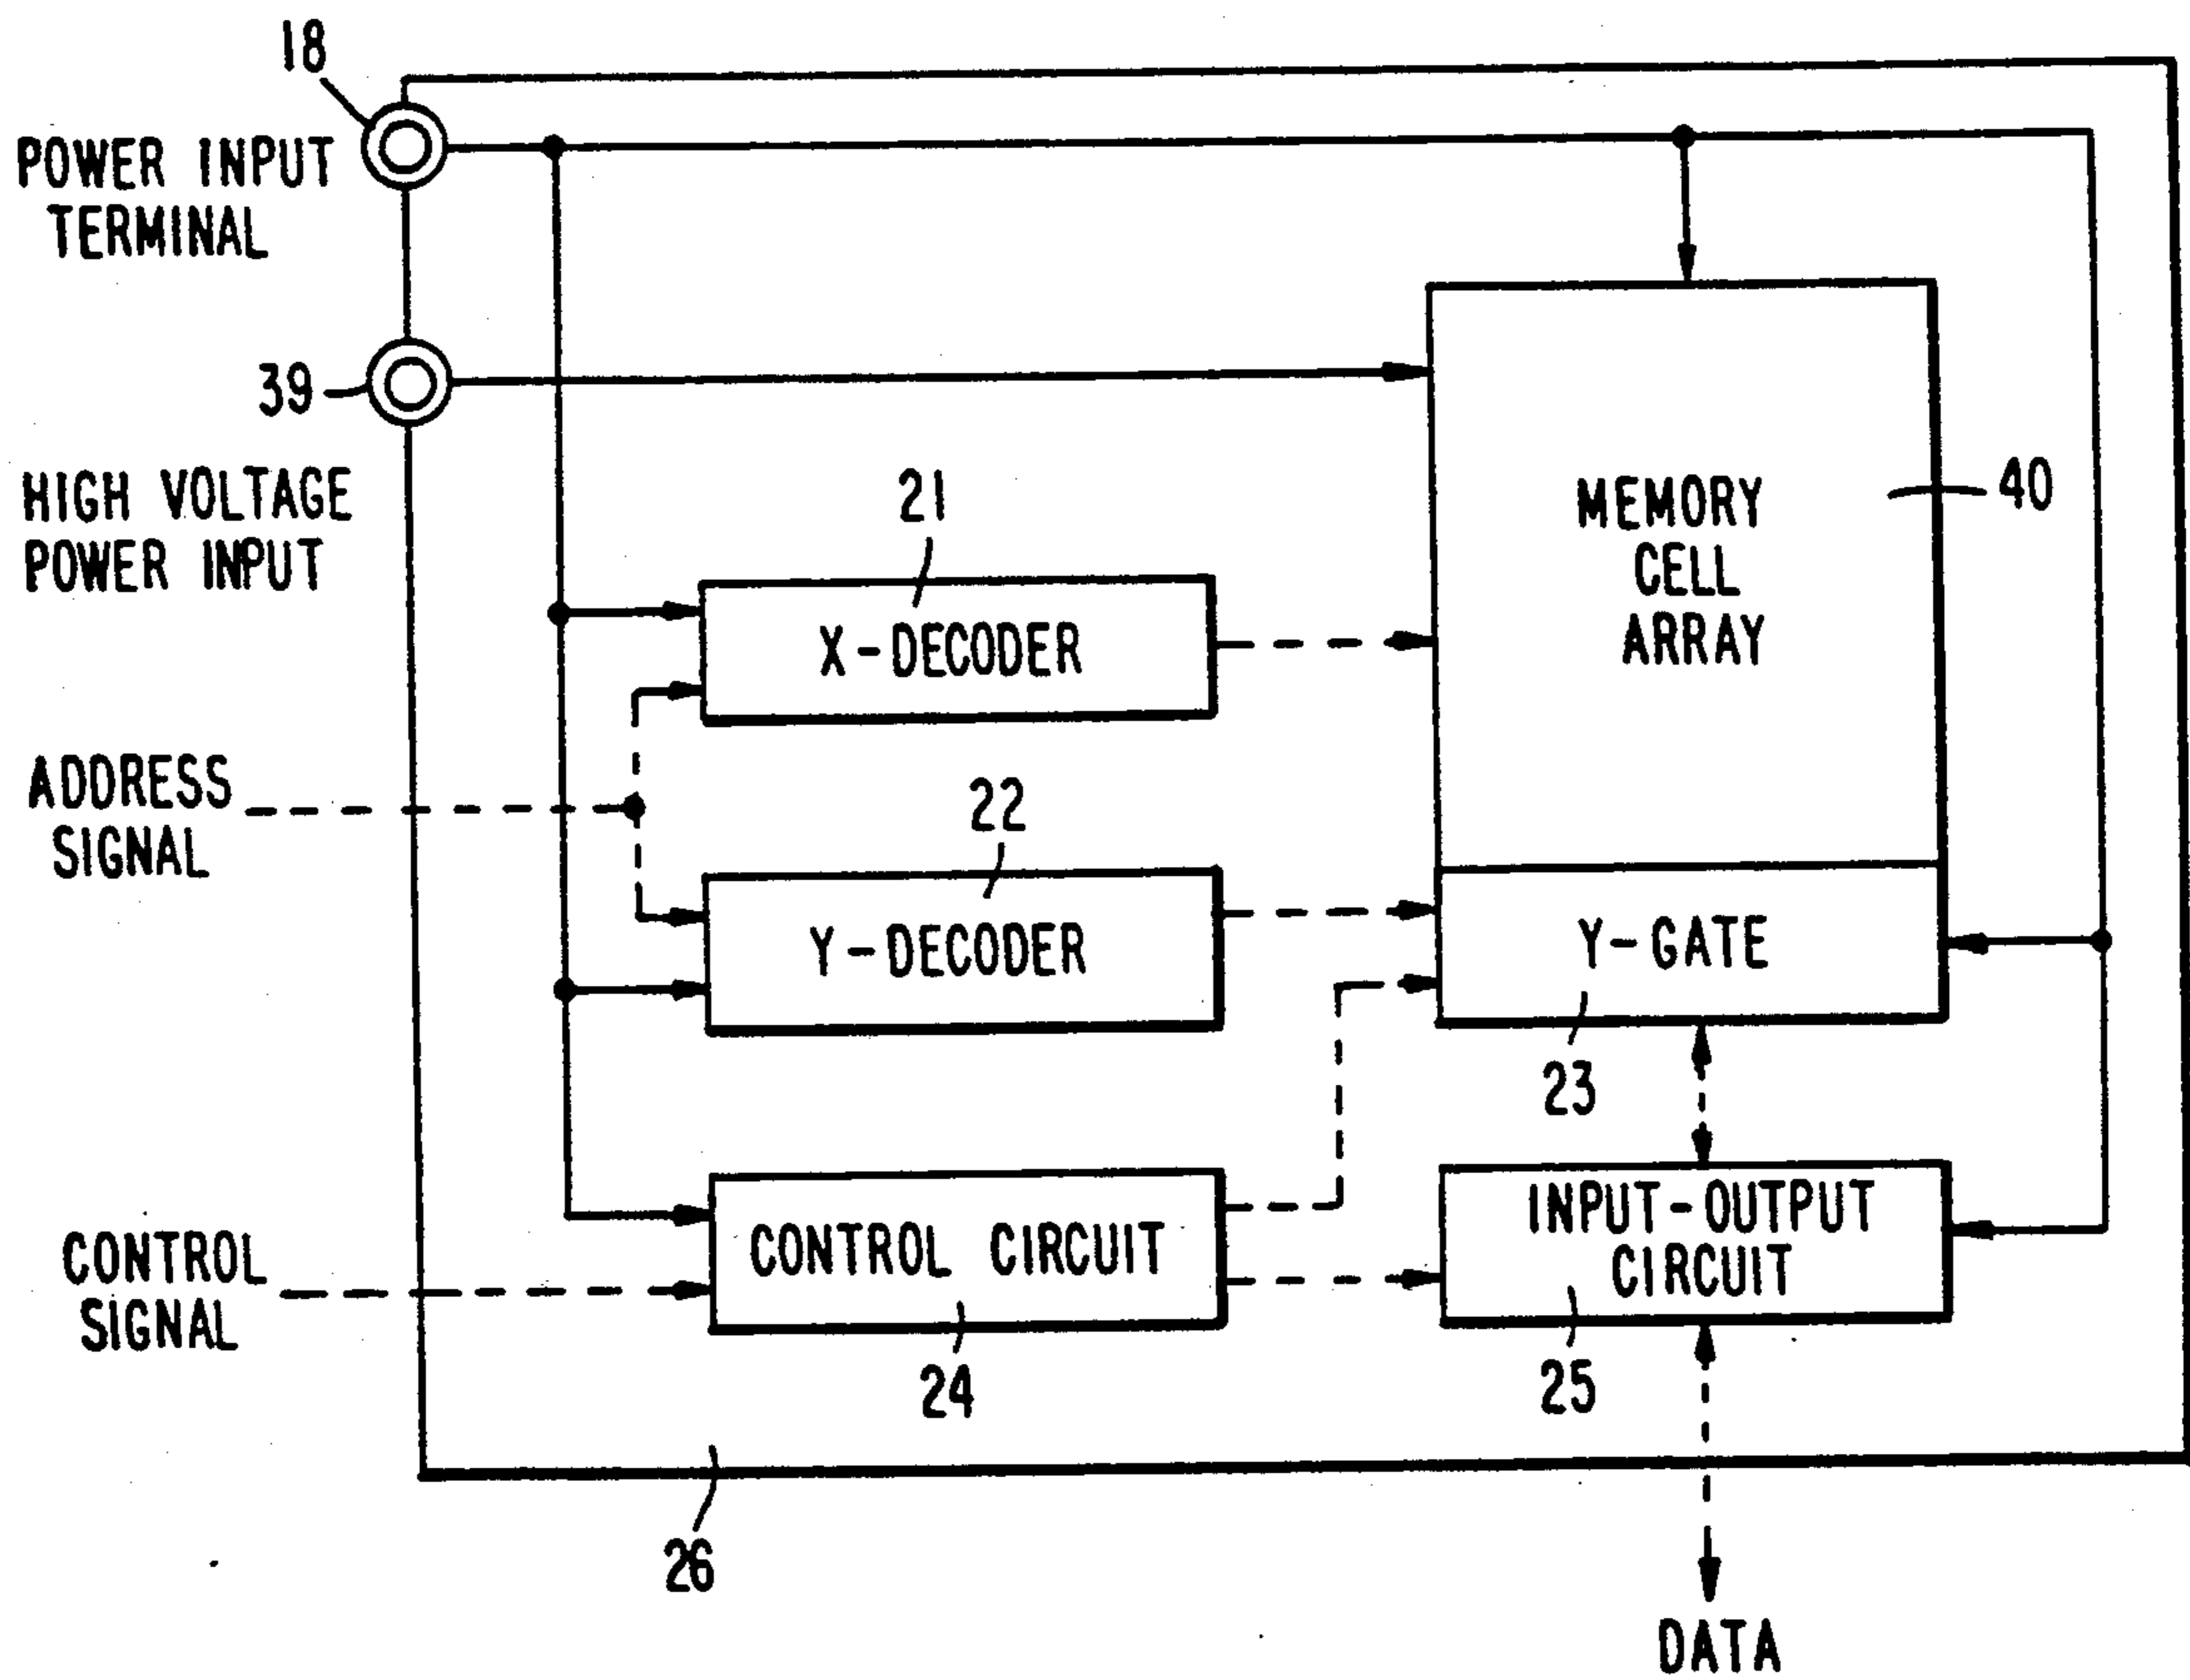 18
POWER INPUT
TERMINAL
39
HIGH VOLTAGE
POWER INPUT
21
X-DECODER
MEMORY
CELL
ARRAY
40
ADDRESS
SIGNAL
22
Y-DECODER
Y-GATE
23
CONTROL
SIGNAL
CONTROL CIRCUIT
24
INPUT-OUTPUT
CIRCUIT
25
26
DATA